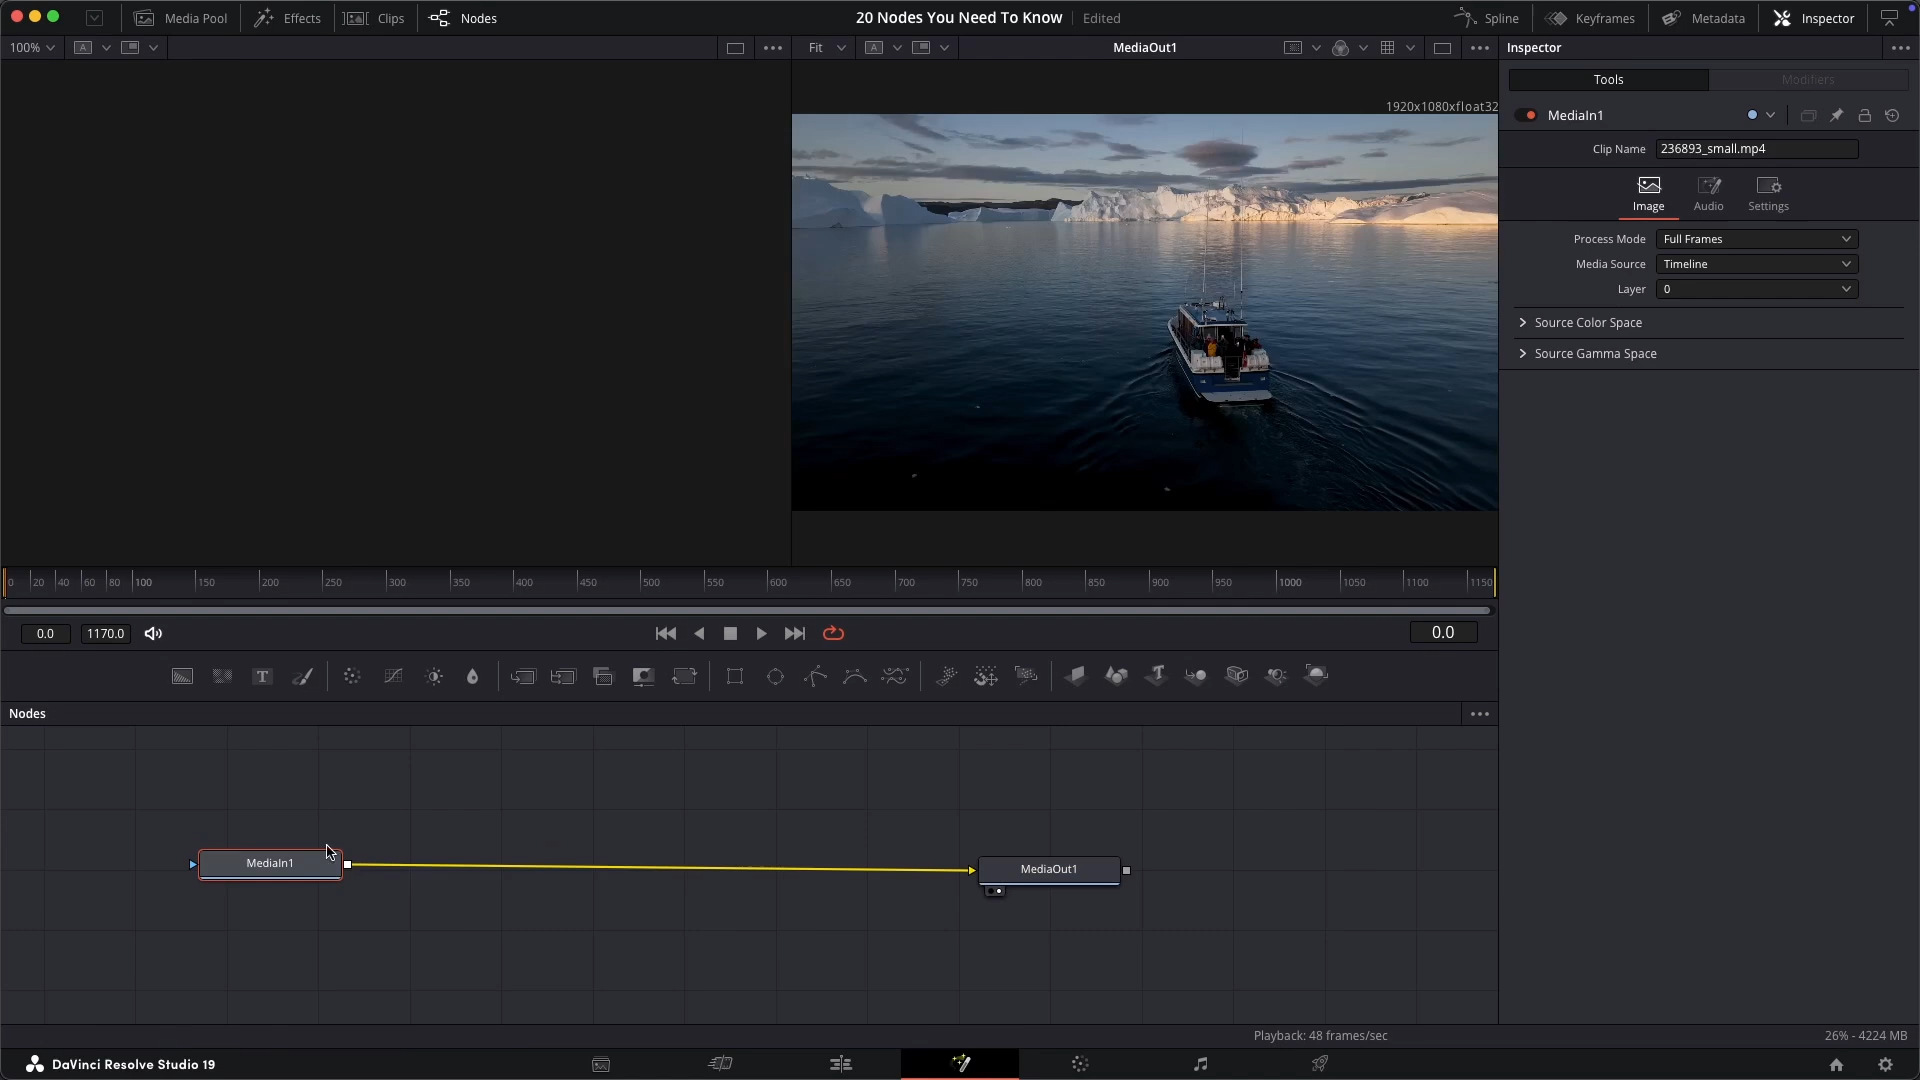 Media Pool Effects Clips Nodes 20 Nodes You Need To Know Edited Spline Keyframes Metadata Inspector
100% A Fit A MediaOut1 Inspector
Tools Modifiers
1920x1080xfloat32
MediaIn1
Clip Name 236893_small.mp4
Image Audio Settings
Process Mode Full Frames
Media Source Timeline
Layer 0
Source Color Space
Source Gamma Space
0 20 40 60 80 100 150 200 250 300 350 400 450 500 550 600 650 700 750 800 850 900 950 1000 1050 1100 1150
0.0 1170.0 0.0
T T
Nodes
MediaIn1
MediaOut1
Playback: 48 frames/sec 26% - 4224 MB
DaVinci Resolve Studio 19